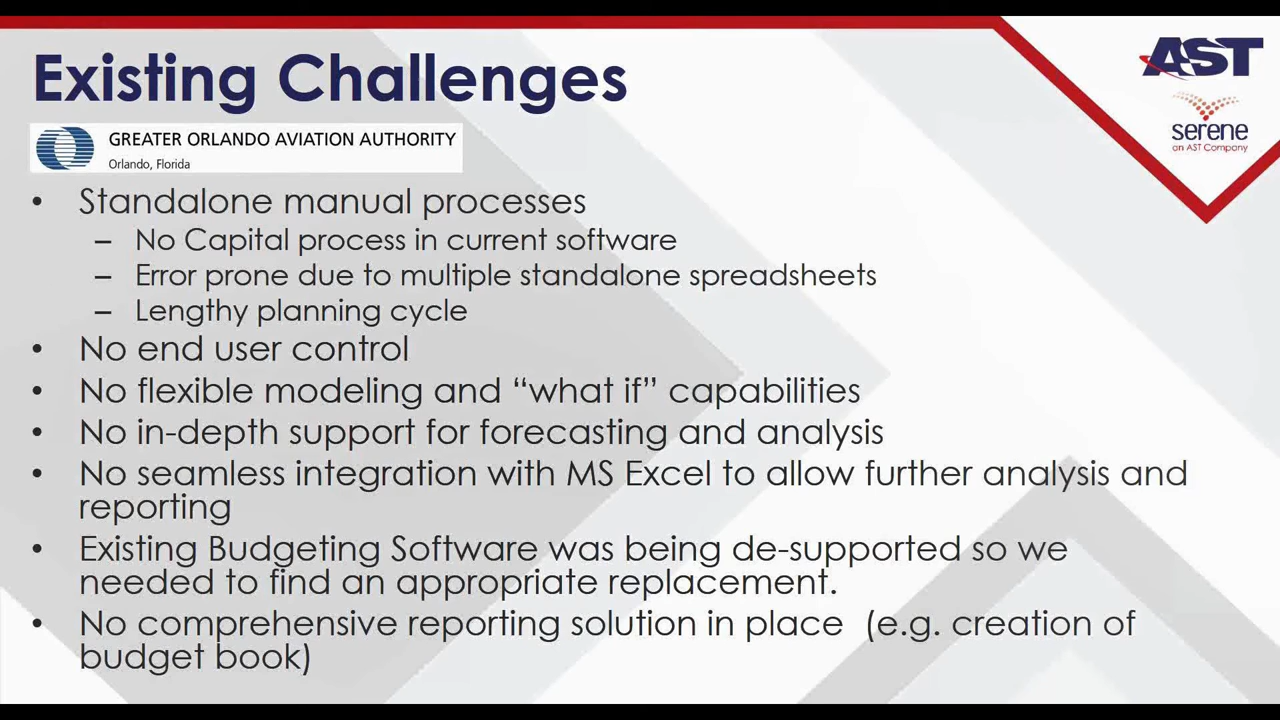 Existing Challenges
AST
serene
an AST Company
GREATER ORLANDO AVIATION AUTHORITY
Orlando, Florida
• Standalone manual processes
– No Capital process in current software
– Error prone due to multiple standalone spreadsheets
– Lengthy planning cycle
• No end user control
• No flexible modeling and “what if” capabilities
• No in-depth support for forecasting and analysis
• No seamless integration with MS Excel to allow further analysis and
reporting
• Existing Budgeting Software was being de-supported so we
needed to find an appropriate replacement.
• No comprehensive reporting solution in place (e.g. creation of
budget book)